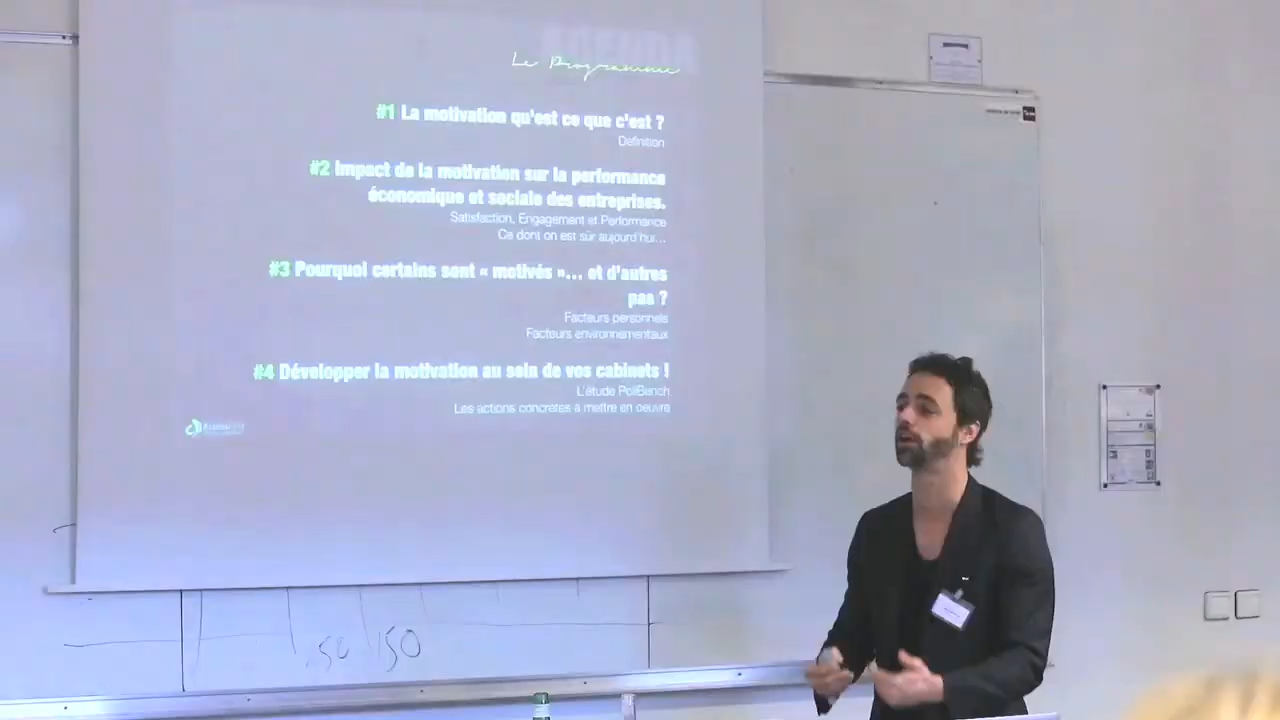 AGENDA
Le Programme
#1 La motivation qu'est ce que c'est ?
Définition
#2 Impact de la motivation sur la performance
économique et sociale des entreprises.
Satisfaction, Engagement et Performance
Ce dont on est sûr aujourd'hui...
#3 Pourquoi certains sont « motivés »... et d'autres
pas ?
Facteurs personnels
Facteurs environnementaux
#4 Développer la motivation au sein de vos cabinets !
L'étude PoliBench
Les actions concrètes à mettre en oeuvre
150